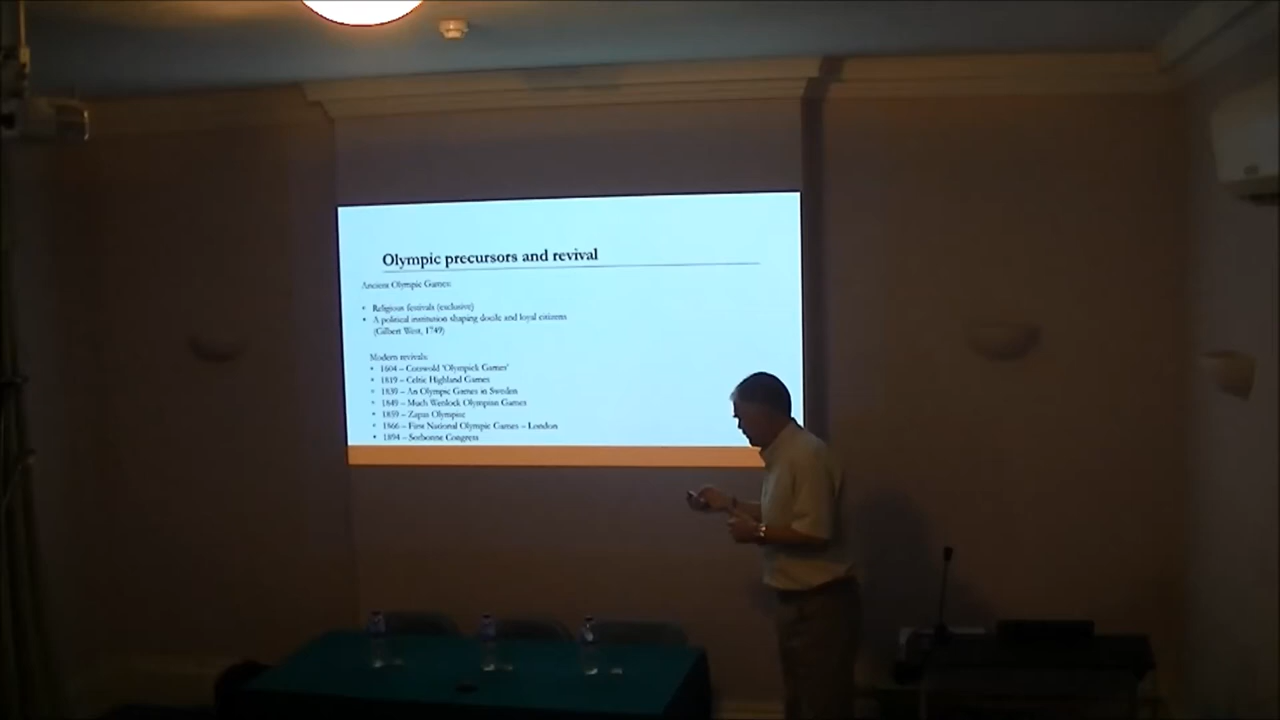 Olympic precursors and revival
Ancient Olympic Games:
• Religious festivals (exclusive)
• A political institution shaping docile and loyal citizens
(Gilbert West, 1749)
Modern revivals:
• 1604 – Cotswold 'Olympick Games'
• 1819 – Celtic Highland Games
• 1839 – An Olympic Games in Sweden
• 1849 – Much Wenlock Olympian Games
• 1859 – Zapas Olympics
• 1866 – First National Olympic Games – London
• 1894 – Sorbonne Congress